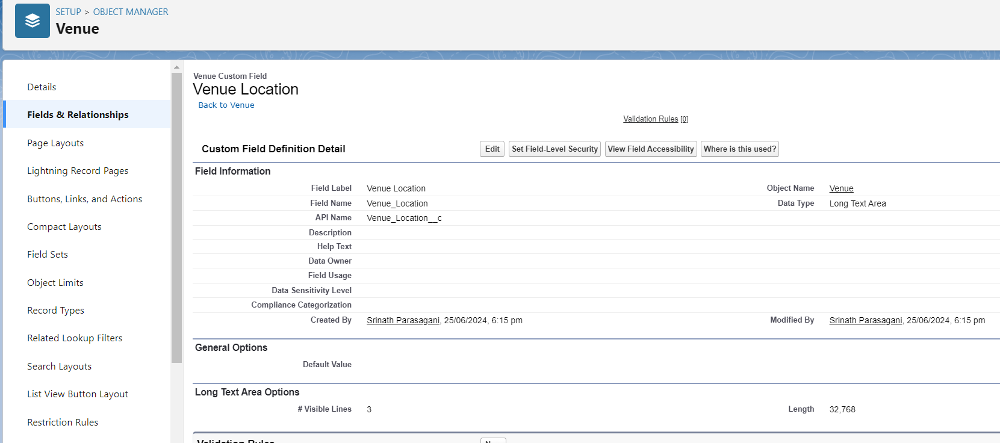 SETUP > OBJECT MANAGER
Venue
Details
Fields & Relationships
Page Layouts
Lightning Record Pages
Buttons, Links, and Actions
Compact Layouts
Field Sets
Object Limits
Record Types
Related Lookup Filters
Search Layouts
List View Button Layout
Restriction Rules
Venue Custom Field
Venue Location
Back to Venue
Validation Rules [0]
Custom Field Definition Detail Edit Set Field-Level Security View Field Accessibility Where is this used?
Field Information
Field Label Venue Location Object Name Venue
Field Name Venue_Location Data Type Long Text Area
API Name Venue_Location__c
Description
Help Text
Data Owner
Field Usage
Data Sensitivity Level
Compliance Categorization
Created By Srinath Parasagani, 25/06/2024, 6:15 pm Modified By Srinath Parasagani, 25/06/2024, 6:15 pm
General Options
Default Value
Long Text Area Options
# Visible Lines 3 Length 32,768
Validation Rules